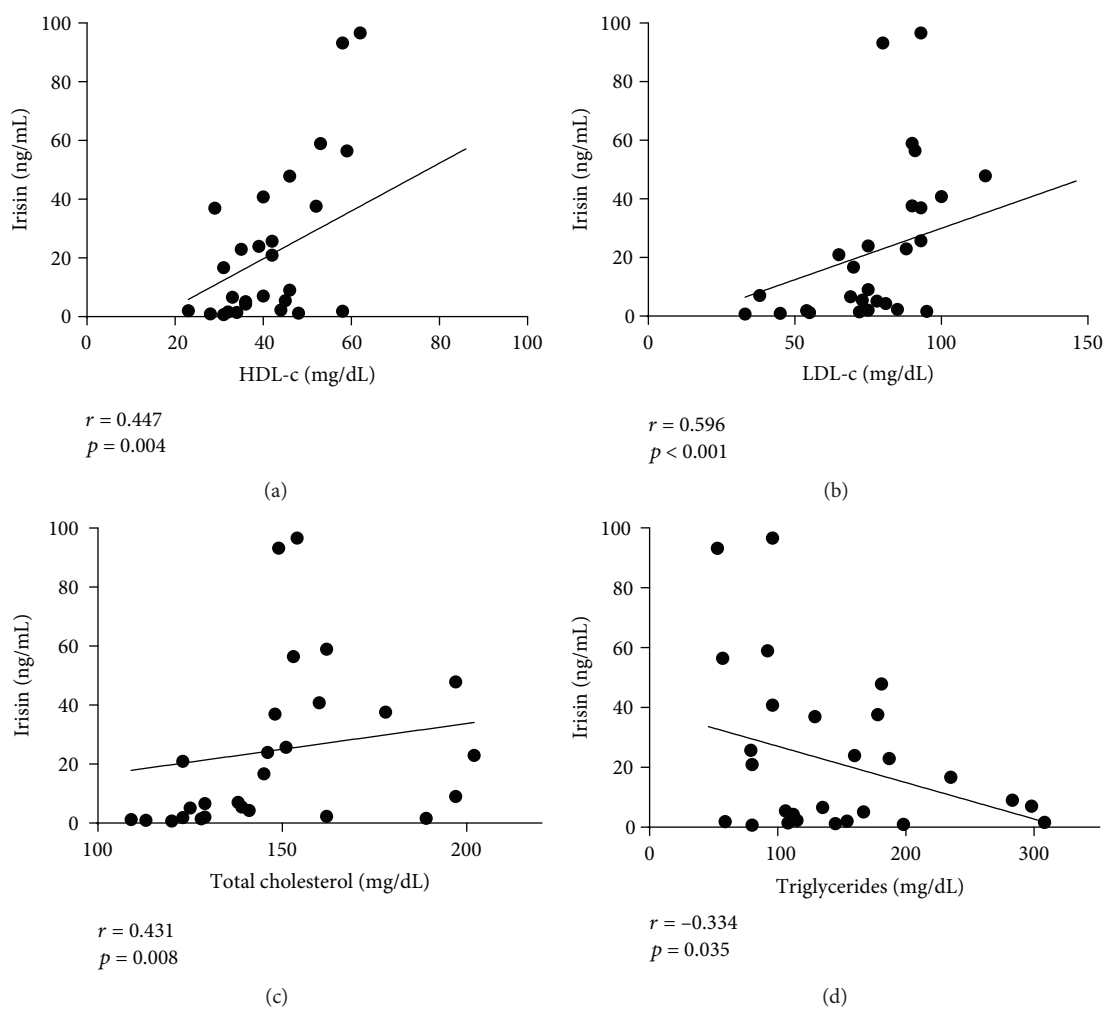 100
80
60
40
20
0
Irisin (ng/mL)
0 20 40 60 80 100
HDL-c (mg/dL)
r = 0.447
p = 0.004
(a)
100
80
60
40
20
0
Irisin (ng/mL)
0 50 100 150
LDL-c (mg/dL)
r = 0.596
p < 0.001
(b)
100
80
60
40
20
0
Irisin (ng/mL)
100 150 200
Total cholesterol (mg/dL)
r = 0.431
p = 0.008
(c)
100
80
60
40
20
0
Irisin (ng/mL)
0 100 200 300
Triglycerides (mg/dL)
r = –0.334
p = 0.035
(d)